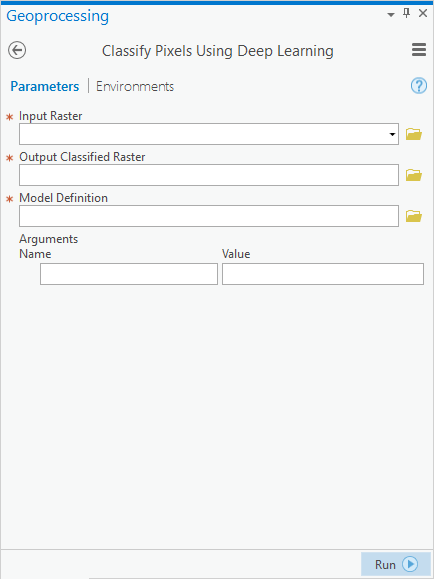 Geoprocessing
Classify Pixels Using Deep Learning
Parameters | Environments
* Input Raster
* Output Classified Raster
* Model Definition
Arguments
Name Value
Run